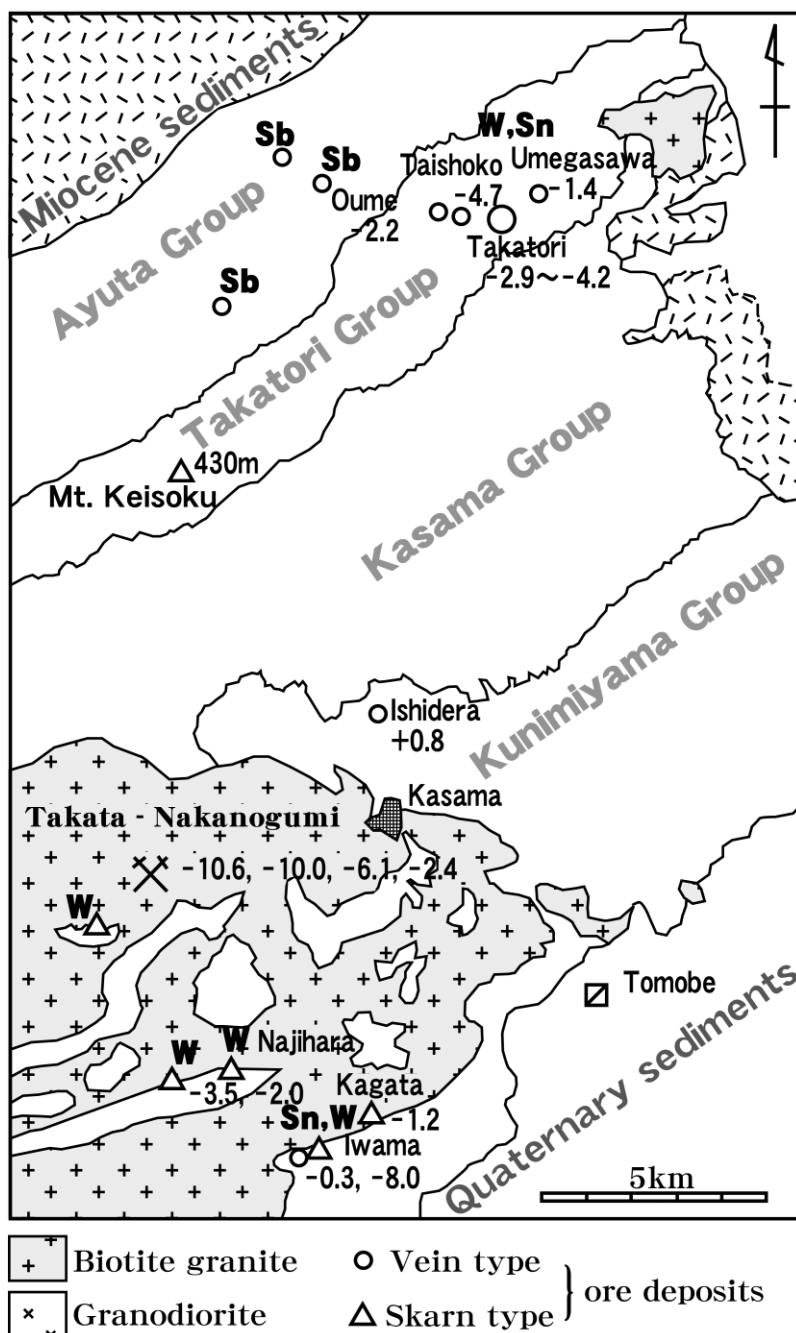 Miocene sediments
Sb
Sb
Oume
-2.2
W,Sn
Taishoko
-4.7
Umegasawa
-1.4
Takatori
-2.9~-4.2
Ayuta Group
Sb
Takatori Group
430m
Mt. Keisoku
Kasama Group
Kunimiyama Group
Ishidera
+0.8
Kasama
Takata - Nakanogumi
-10.6, -10.0, -6.1, -2.4
W
Tomobe
W
W
Najihara
-3.5, -2.0
Kagata
-1.2
Sn,W
Iwama
-0.3, -8.0
Quaternary sediments
5km
Biotite granite
Vein type
ore deposits
Granodiorite
Skarn type